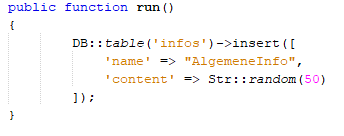 public function run()
{
DB::table('infos')->insert([
'name' => "AlgemeneInfo",
'content' => Str::random(50)
]);
}